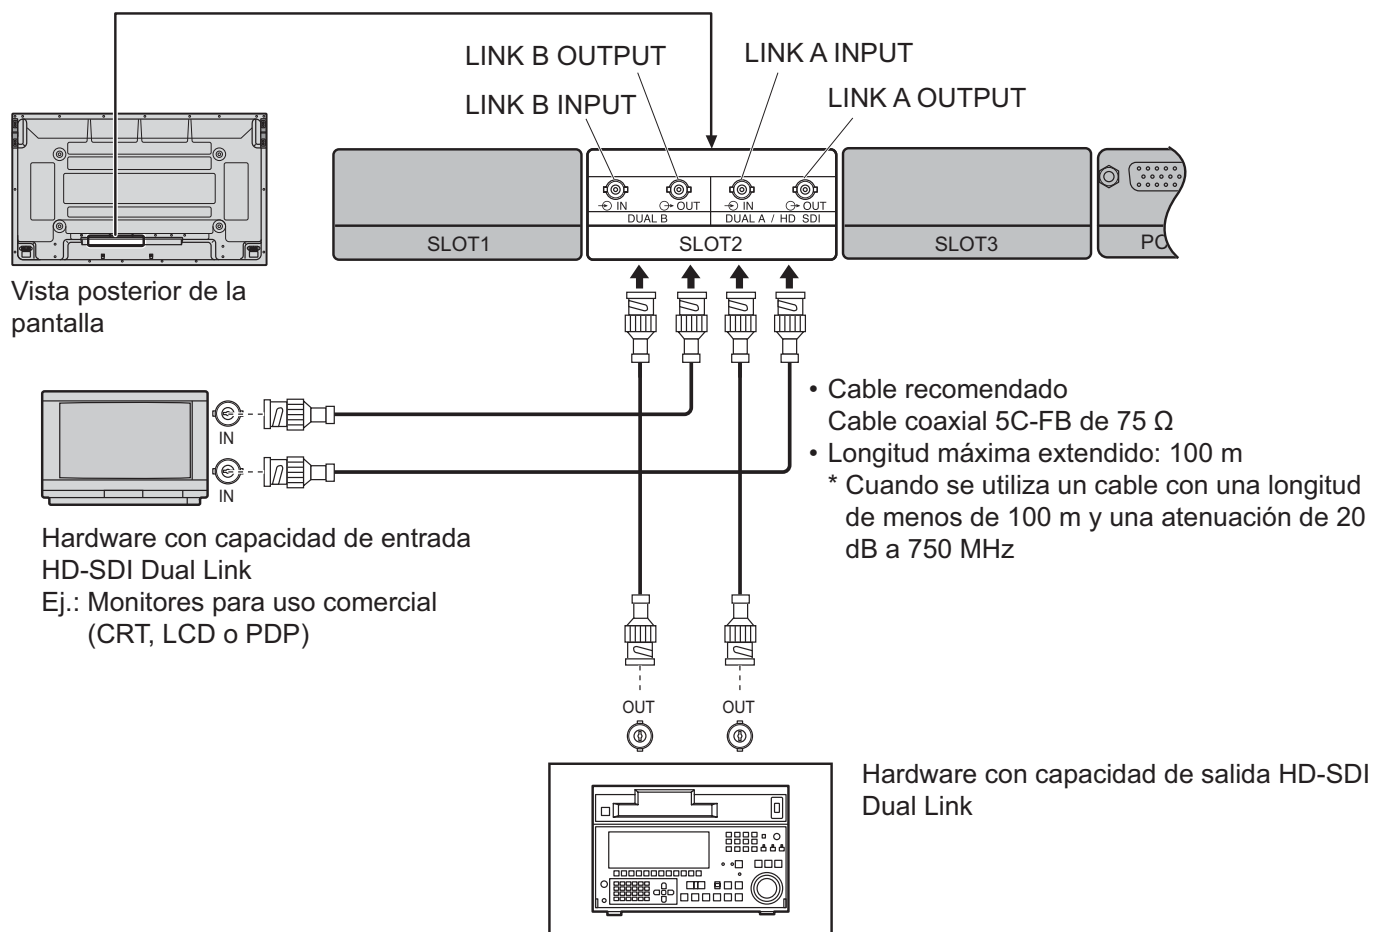 LINK B OUTPUT
LINK A INPUT
LINK B INPUT
LINK A OUTPUT
IN
OUT
IN
OUT
DUAL B
DUAL A / HD SDI
SLOT1
SLOT2
SLOT3
PC
Vista posterior de la
pantalla
IN
IN
Hardware con capacidad de entrada
HD-SDI Dual Link
Ej.: Monitores para uso comercial
(CRT, LCD o PDP)
• Cable recomendado
Cable coaxial 5C-FB de 75 Ω
• Longitud máxima extendido: 100 m
* Cuando se utiliza un cable con una longitud
de menos de 100 m y una atenuación de 20
dB a 750 MHz
OUT
OUT
Hardware con capacidad de salida HD-SDI
Dual Link